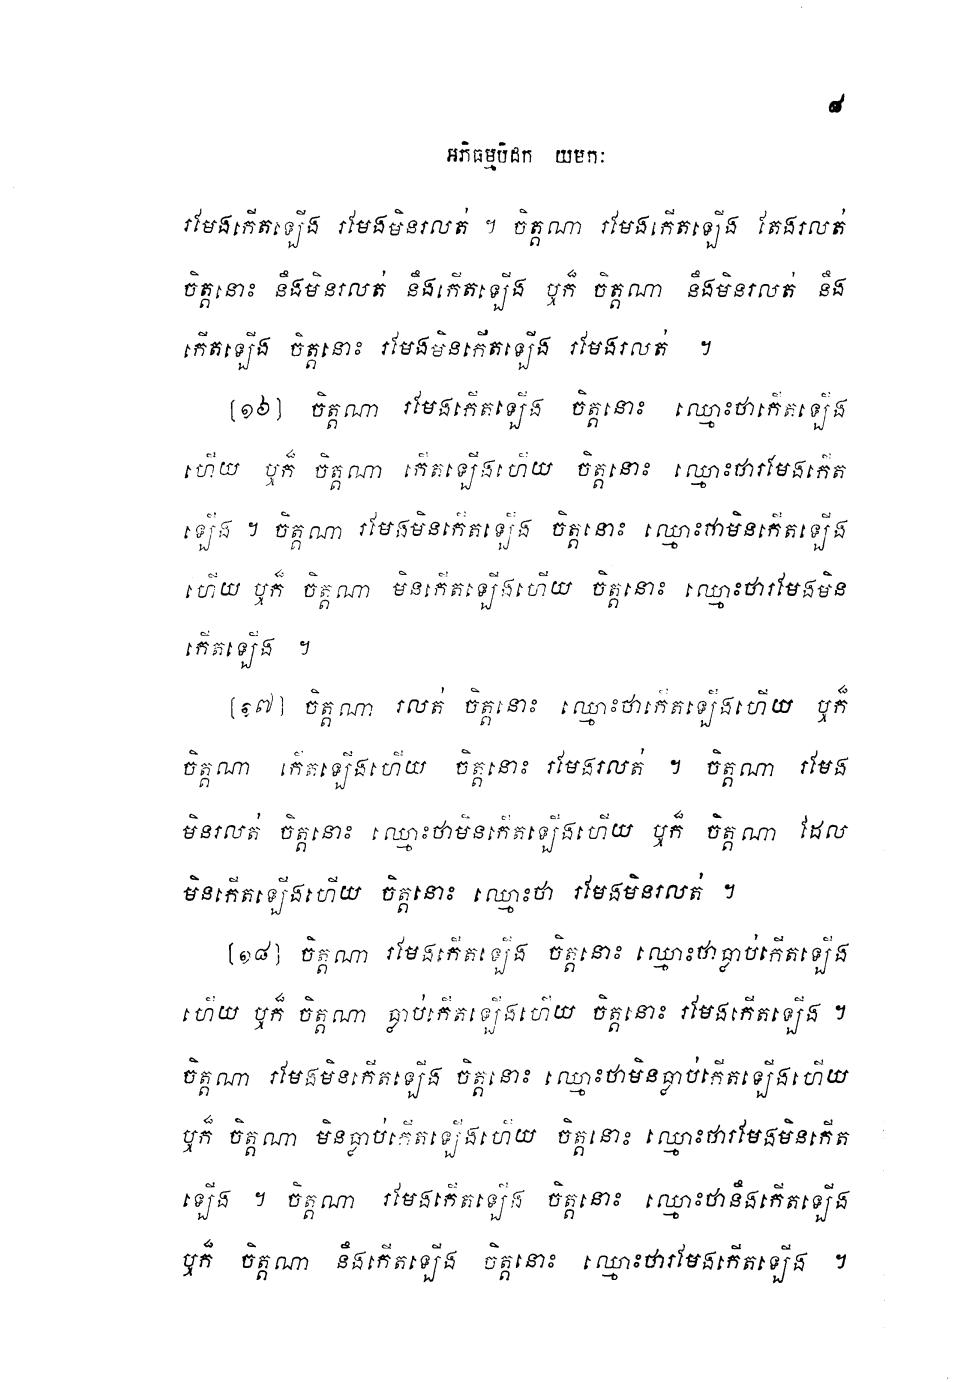 ៨
អភិធម្មបិដក យមកៈ
រមែងកើតឡើង រមែងមិនរលត់ ។ ចិត្តណា រមែងកើតឡើង តែងរលត់
ចិត្តនោះ នឹងមិនរលត់ នឹងកើតឡើង ឬក៏ ចិត្តណា នឹងមិនរលត់ នឹង
កើតឡើង ចិត្តនោះ រមែងមិនកើតឡើង រមែងរលត់ ។
[១៦] ចិត្តណា រមែងកើតឡើង ចិត្តនោះ ឈ្មោះថាកើតឡើង
ហើយ ឬក៏ ចិត្តណា កើតឡើងហើយ ចិត្តនោះ ឈ្មោះថារមែងកើត
ឡើង ។ ចិត្តណា រមែងមិនកើតឡើង ចិត្តនោះ ឈ្មោះថាមិនកើតឡើង
ហើយ ឬក៏ ចិត្តណា មិនកើតឡើងហើយ ចិត្តនោះ ឈ្មោះថារមែងមិន
កើតឡើង ។
[១៧] ចិត្តណា រលត់ ចិត្តនោះ ឈ្មោះថាកើតឡើងហើយ ឬក៏
ចិត្តណា កើតឡើងហើយ ចិត្តនោះ រមែងរលត់ ។ ចិត្តណា រមែង
មិនរលត់ ចិត្តនោះ ឈ្មោះថាមិនកើតឡើងហើយ ឬក៏ ចិត្តណា ដែល
មិនកើតឡើងហើយ ចិត្តនោះ ឈ្មោះថា រមែងមិនរលត់ ។
[១៨] ចិត្តណា រមែងកើតឡើង ចិត្តនោះ ឈ្មោះថាធ្លាប់កើតឡើង
ហើយ ឬក៏ ចិត្តណា ធ្លាប់កើតឡើងហើយ ចិត្តនោះ រមែងកើតឡើង ។
ចិត្តណា រមែងមិនកើតឡើង ចិត្តនោះ ឈ្មោះថាមិនធ្លាប់កើតឡើងហើយ
ឬក៏ ចិត្តណា មិនធ្លាប់កើតឡើងហើយ ចិត្តនោះ ឈ្មោះថារមែងមិនកើត
ឡើង ។ ចិត្តណា រមែងកើតឡើង ចិត្តនោះ ឈ្មោះថានឹងកើតឡើង
ឬក៏ ចិត្តណា នឹងកើតឡើង ចិត្តនោះ ឈ្មោះថារមែងកើតឡើង ។